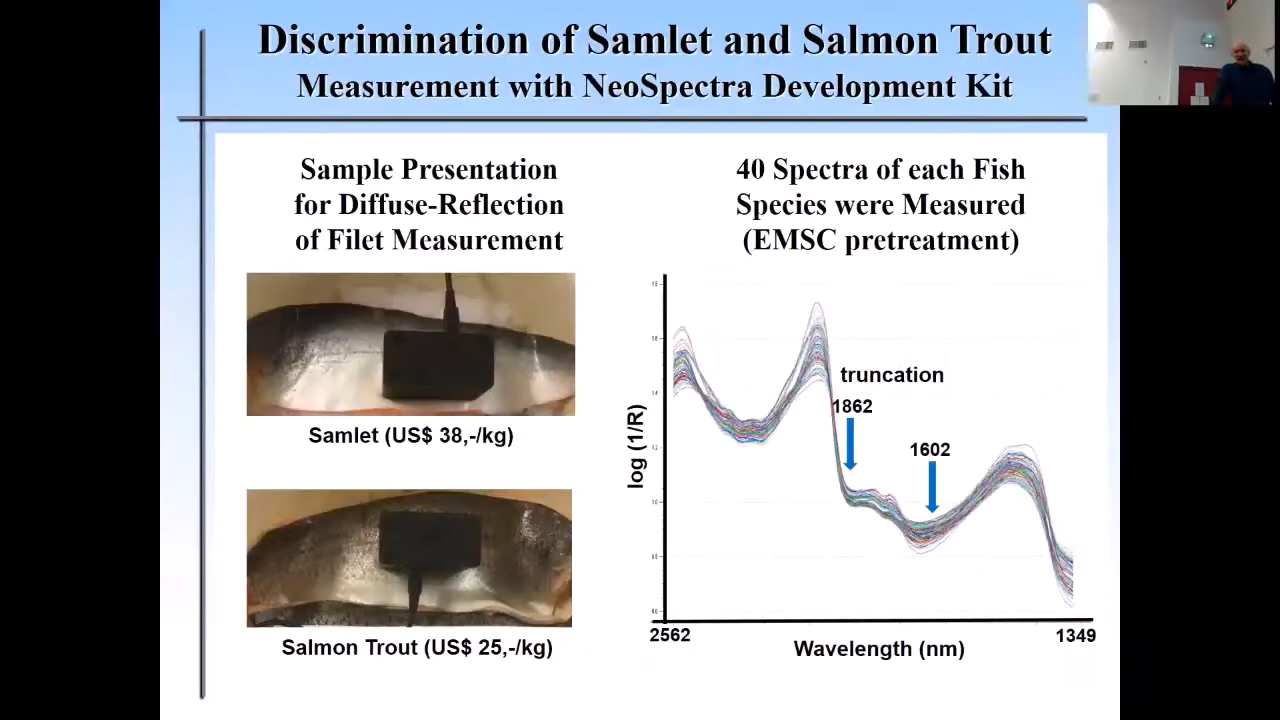 Discrimination of Samlet and Salmon Trout
Measurement with NeoSpectra Development Kit
Sample Presentation
for Diffuse-Reflection
of Filet Measurement
Samlet (US$ 38,-/kg)
Salmon Trout (US$ 25,-/kg)
40 Spectra of each Fish
Species were Measured
(EMSC pretreatment)
truncation
1862
1602
log (1/R)
2562
1349
Wavelength (nm)